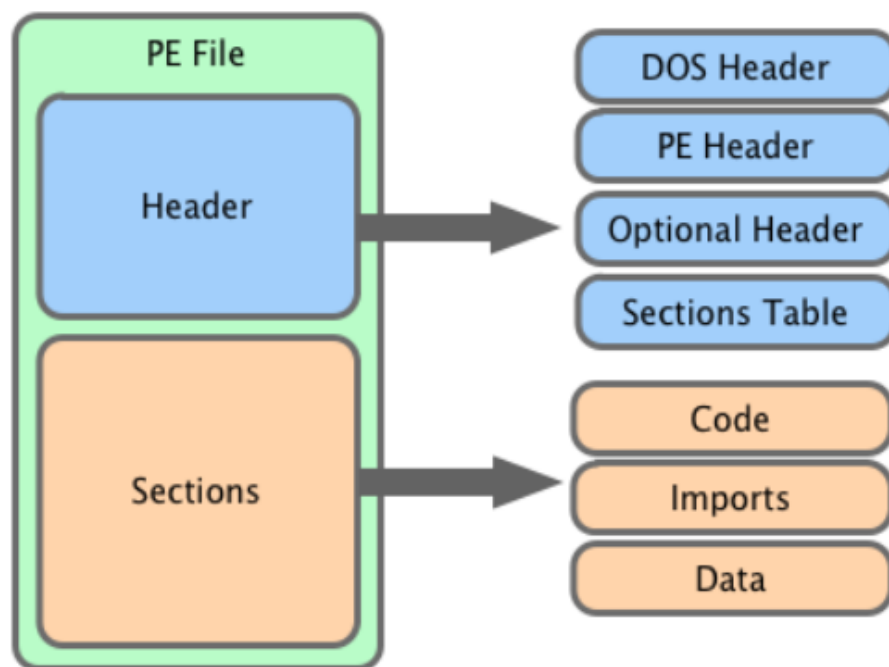 PE File
Header
Sections
DOS Header
PE Header
Optional Header
Sections Table
Code
Imports
Data